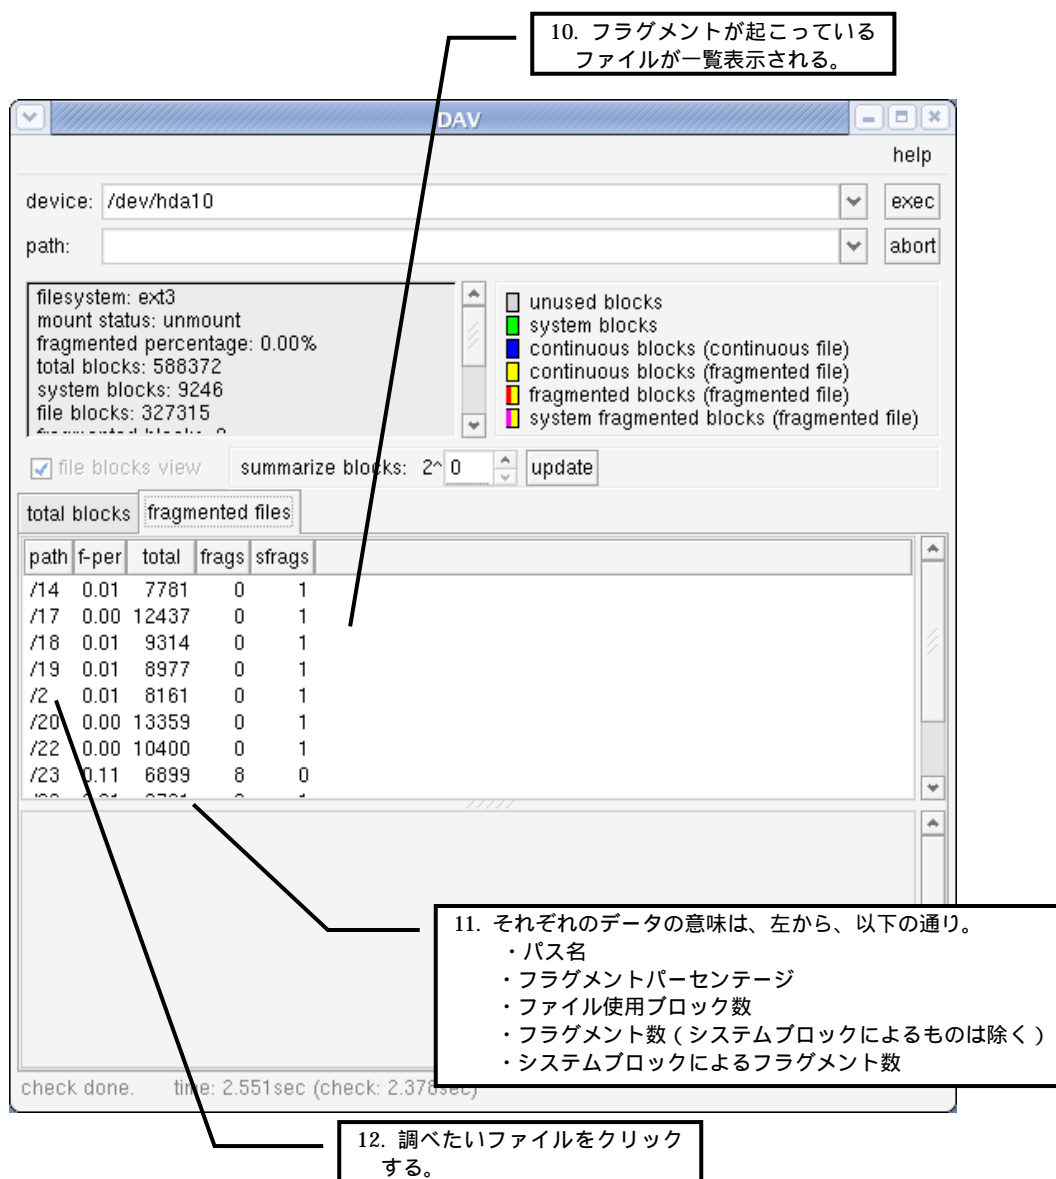 10. フラグメントが起こっている
ファイルが一覧表示される。
DAV
help
device: /dev/hda10 exec
path: abort
filesystem: ext3
mount status: unmount
fragmented percentage: 0.00%
total blocks: 588372
system blocks: 9246
file blocks: 327315
unused blocks
system blocks
continuous blocks (continuous file)
continuous blocks (fragmented file)
fragmented blocks (fragmented file)
system fragmented blocks (fragmented file)
file blocks view summarize blocks: 2^ 0 update
total blocks fragmented files
path f-per total frags sfrags
/14 0.01 7781 0 1
/17 0.00 12437 0 1
/18 0.01 9314 0 1
/19 0.01 8977 0 1
/2 0.01 8161 0 1
/20 0.00 13359 0 1
/22 0.00 10400 0 1
/23 0.11 6899 8 0
11. それぞれのデータの意味は、左から、以下の通り。
・パス名
・フラグメントパーセンテージ
・ファイル使用ブロック数
・フラグメント数(システムブロックによるものは除く)
・システムブロックによるフラグメント数
check done. time: 2.551sec (check: 2.378sec)
12. 調べたいファイルをクリック
する。